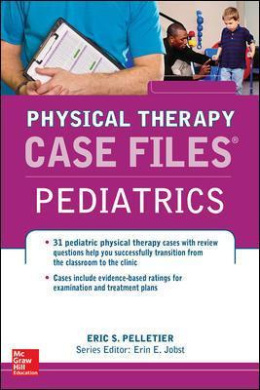 PHYSICAL THERAPY
CASE FILES®
PEDIATRICS
• 31 pediatric physical therapy cases with review
questions help you successfully transition from
the classroom to the clinic
• Cases include evidence-based ratings for
examination and treatment plans
ERIC S. PELLETIER
Series Editor: Erin E. Jobst
Mc
Graw
Hill
Education